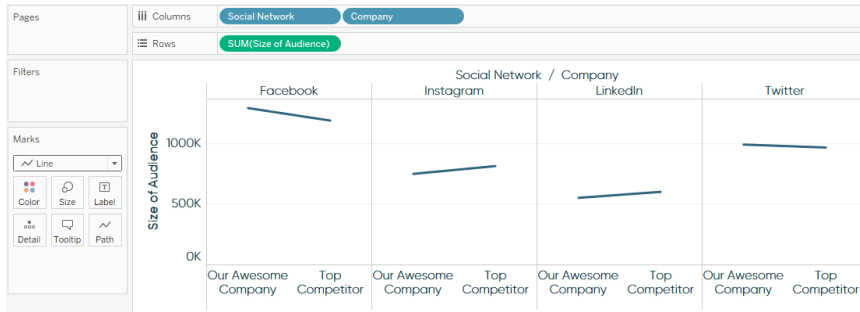 Pages
Columns
Social Network
Company
Rows
SUM(Size of Audience)
Filters
Marks
Line
Color
Size
Label
Detail
Tooltip
Path
Social Network / Company
Facebook
Instagram
LinkedIn
Twitter
Size of Audience
1000K
500K
0K
Our Awesome
Company
Top
Competitor
Our Awesome
Company
Top
Competitor
Our Awesome
Company
Top
Competitor
Our Awesome
Company
Top
Competitor